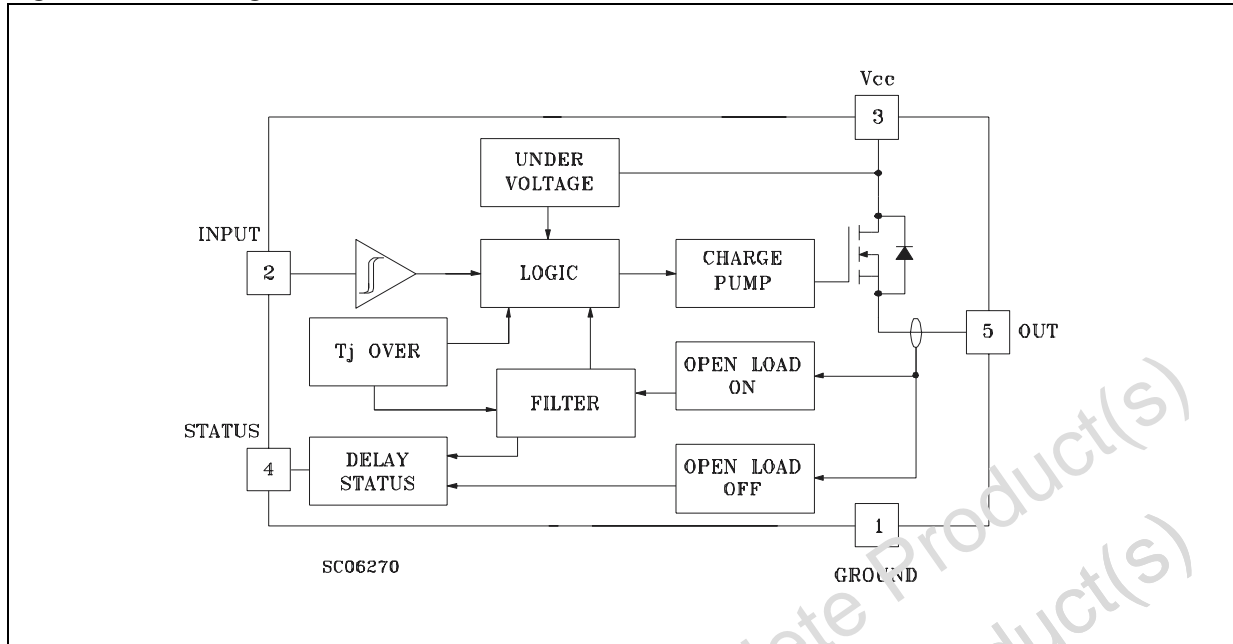 Vcc
3
UNDER
VOLTAGE
INPUT
2
LOGIC
CHARGE
PUMP
5 OUT
Tj OVER
OPEN LOAD
ON
FILTER
STATUS
4
DELAY
STATUS
OPEN LOAD
OFF
1
GROUND
SC06270
Product(s)